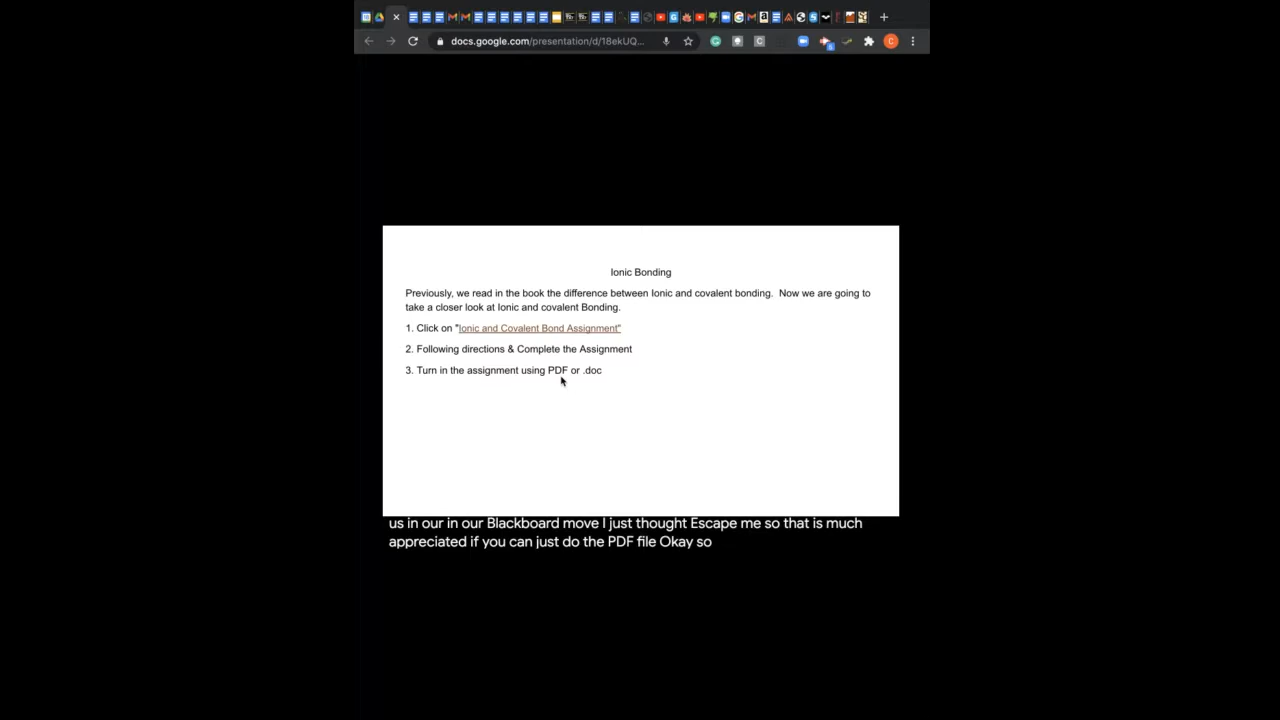 docs.google.com/presentation/d/18ekUQ...
Ionic Bonding
Previously, we read in the book the difference between Ionic and covalent bonding. Now we are going to
take a closer look at Ionic and covalent Bonding.
1. Click on "Ionic and Covalent Bond Assignment"
2. Following directions & Complete the Assignment
3. Turn in the assignment using PDF or .doc
us in our in our Blackboard move I just thought Escape me so that is much
appreciated if you can just do the PDF file Okay so